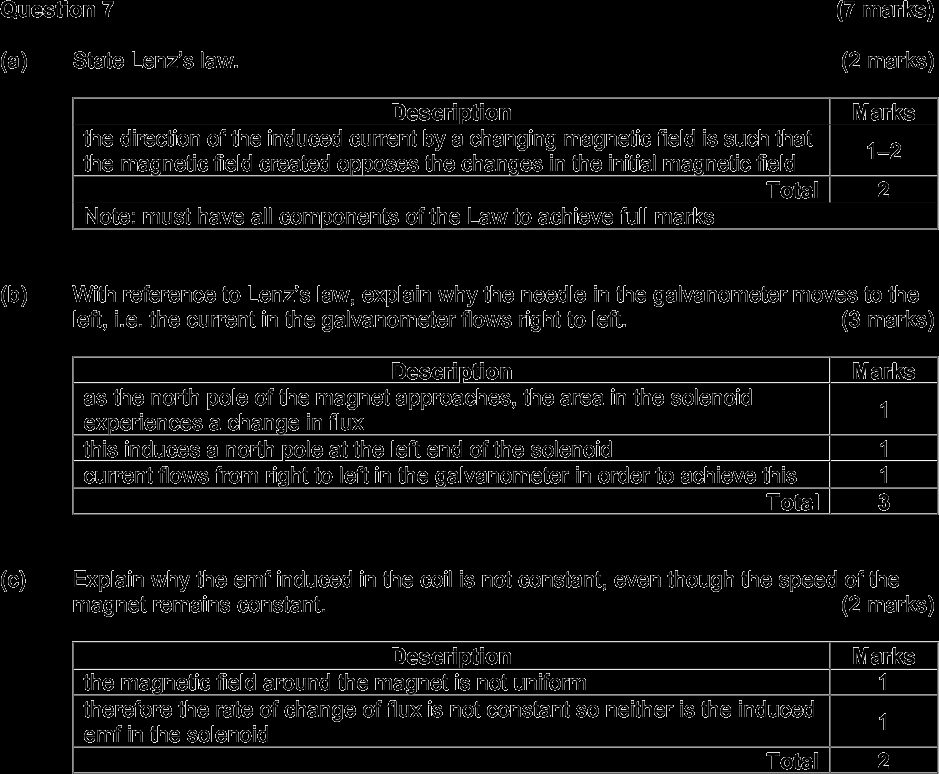 Question 7 (7 marks)
(a) State Lenz's law. (2 marks)
Description Marks
the direction of the induced current by a changing magnetic field is such that
the magnetic field created opposes the changes in the initial magnetic field 1–2
Total 2
Note: must have all components of the Law to achieve full marks
(b) With reference to Lenz's law, explain why the needle in the galvanometer moves to the
left, i.e. the current in the galvanometer flows right to left. (3 marks)
Description Marks
as the north pole of the magnet approaches, the area in the solenoid
experiences a change in flux 1
this induces a north pole at the left end of the solenoid 1
current flows from right to left in the galvanometer in order to achieve this 1
Total 3
(c) Explain why the emf induced in the coil is not constant, even though the speed of the
magnet remains constant. (2 marks)
Description Marks
the magnetic field around the magnet is not uniform 1
therefore the rate of change of flux is not constant so neither is the induced
emf in the solenoid 1
Total 2